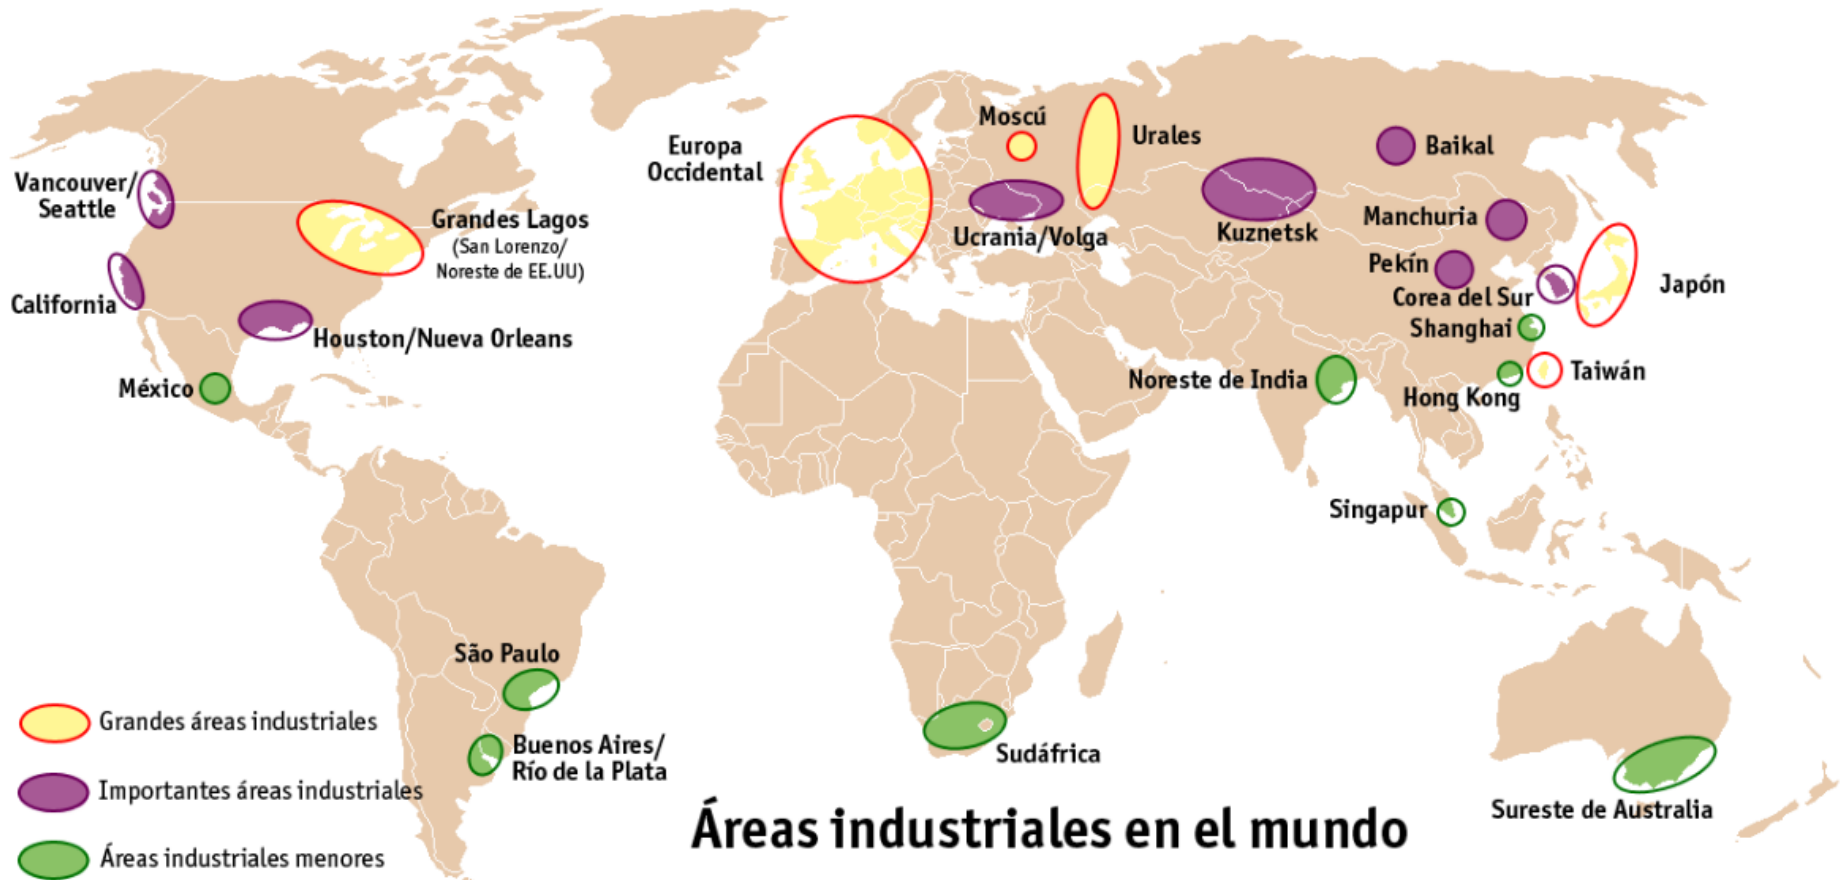 Moscú
Urales
Baikal
Europa
Occidental
Vancouver/
Seattle
Grandes Lagos
(San Lorenzo/
Noreste de EE.UU)
Ucrania/Volga
Kuznetsk
Manchuria
Pekín
Corea del Sur
Japón
California
Houston/Nueva Orleans
Shanghai
México
Noreste de India
Taiwán
Hong Kong
Singapur
São Paulo
Buenos Aires/
Río de la Plata
Sudáfrica
Sureste de Australia
Grandes áreas industriales
Importantes áreas industriales
Áreas industriales menores
Áreas industriales en el mundo